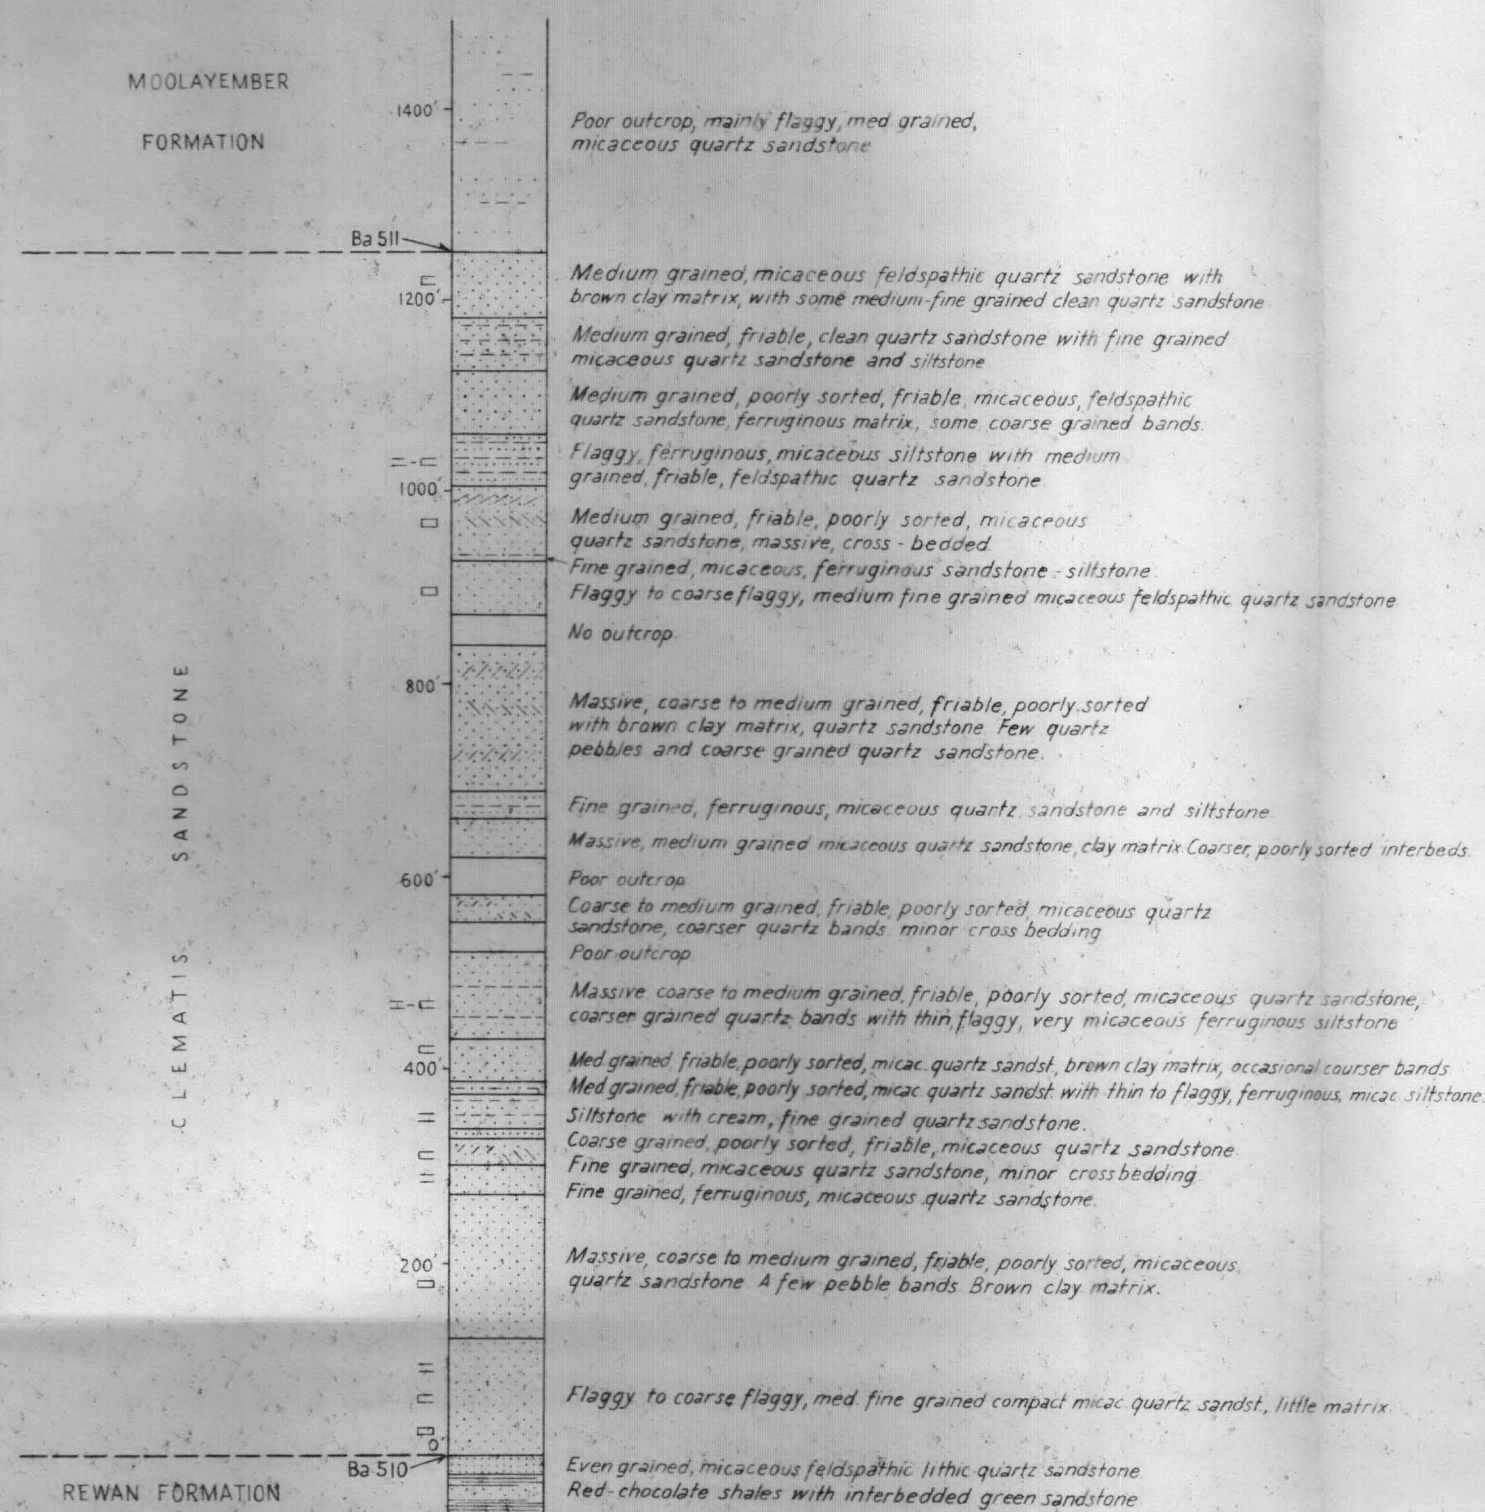 MOOLAYEMBER
FORMATION
1400'
Poor outcrop, mainly flaggy, med grained,
micaceous quartz sandstone
Ba 511
1200'
Medium grained, micaceous feldspathic quartz sandstone with
brown clay matrix, with some medium-fine grained clean quartz sandstone
Medium grained, friable, clean quartz sandstone with fine grained
micaceous quartz sandstone and siltstone
Medium grained, poorly sorted, friable, micaceous, feldspathic
quartz sandstone, ferruginous matrix, some coarse grained bands.
Flaggy, ferruginous, micaceous siltstone with medium
grained, friable, feldspathic quartz sandstone
1000'
Medium grained, friable, poorly sorted, micaceous
quartz sandstone, massive, cross-bedded
Fine grained, micaceous, ferruginous sandstone - siltstone
Flaggy to coarse flaggy, medium fine grained micaceous feldspathic quartz sandstone
No outcrop
800'
Massive, coarse to medium grained, friable, poorly sorted
with brown clay matrix, quartz sandstone. Few quartz
pebbles and coarse grained quartz sandstone.
Fine grained, ferruginous, micaceous quartz sandstone and siltstone
Massive, medium grained micaceous quartz sandstone, clay matrix. Coarser, poorly sorted interbeds.
600'
Poor outcrop
Coarse to medium grained, friable, poorly sorted, micaceous quartz
sandstone, coarser quartz bands minor cross bedding
Poor outcrop
CLEMATIS SANDSTONE
Massive coarse to medium grained, friable, poorly sorted, micaceous quartz sandstone,
coarser grained quartz bands with thin, flaggy, very micaceous ferruginous siltstone
400'
Med grained, friable, poorly sorted, micac. quartz sandst, brown clay matrix, occasional courser bands
Med grained, friable, poorly sorted, micac quartz sandst. with thin to flaggy, ferruginous, micac siltstone.
Siltstone with cream, fine grained quartz sandstone.
Coarse grained, poorly sorted, friable, micaceous quartz sandstone
Fine grained, micaceous quartz sandstone, minor crossbedding
Fine grained, ferruginous, micaceous quartz sandstone.
200'
Massive, coarse to medium grained, friable, poorly sorted, micaceous
quartz sandstone. A few pebble bands. Brown clay matrix.
Flaggy to coarse flaggy, med. fine grained compact micac. quartz sandst., little matrix
0'
Ba 510
REWAN FORMATION
Even grained, micaceous feldspathic lithic quartz sandstone
Red-chocolate shales with interbedded green sandstone